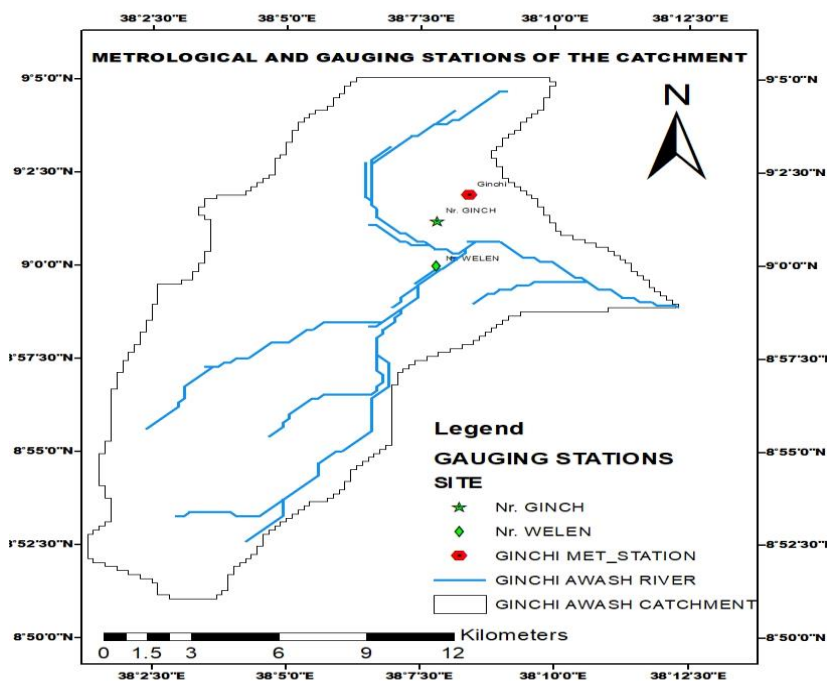 38°2'30"E 38°5'0"E 38°7'30"E 38°10'0"E 38°12'30"E
METROLOGICAL AND GAUGING STATIONS OF THE CATCHMENT
9°5'0"N 9°5'0"N
N
9°2'30"N 9°2'30"N
Ginchi
Nr. GINCH
9°0'0"N 9°0'0"N
Nr. WELEN
8°57'30"N 8°57'30"N
Legend
GAUGING STATIONS
8°55'0"N 8°55'0"N
SITE
Nr. GINCH
Nr. WELEN
8°52'30"N 8°52'30"N
GINCHI MET_STATION
GINCHI AWASH RIVER
GINCHI AWASH CATCHMENT
8°50'0"N 8°50'0"N
Kilometers
0 1.5 3 6 9 12
38°2'30"E 38°5'0"E 38°7'30"E 38°10'0"E 38°12'30"E